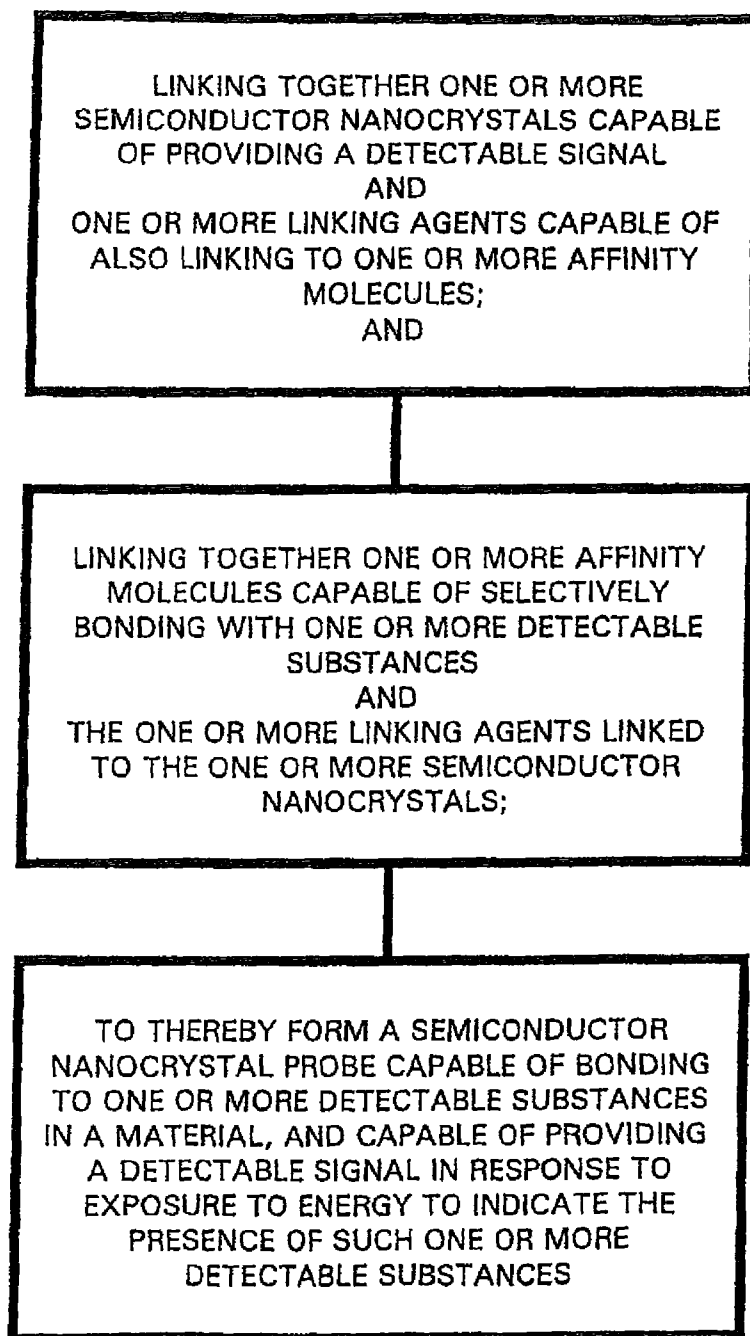 LINKING TOGETHER ONE OR MORE
SEMICONDUCTOR NANOCRYSTALS CAPABLE
OF PROVIDING A DETECTABLE SIGNAL
AND
ONE OR MORE LINKING AGENTS CAPABLE OF
ALSO LINKING TO ONE OR MORE AFFINITY
MOLECULES;
AND
LINKING TOGETHER ONE OR MORE AFFINITY
MOLECULES CAPABLE OF SELECTIVELY
BONDING WITH ONE OR MORE DETECTABLE
SUBSTANCES
AND
THE ONE OR MORE LINKING AGENTS LINKED
TO THE ONE OR MORE SEMICONDUCTOR
NANOCRYSTALS;
TO THEREBY FORM A SEMICONDUCTOR
NANOCRYSTAL PROBE CAPABLE OF BONDING
TO ONE OR MORE DETECTABLE SUBSTANCES
IN A MATERIAL, AND CAPABLE OF PROVIDING
A DETECTABLE SIGNAL IN RESPONSE TO
EXPOSURE TO ENERGY TO INDICATE THE
PRESENCE OF SUCH ONE OR MORE
DETECTABLE SUBSTANCES